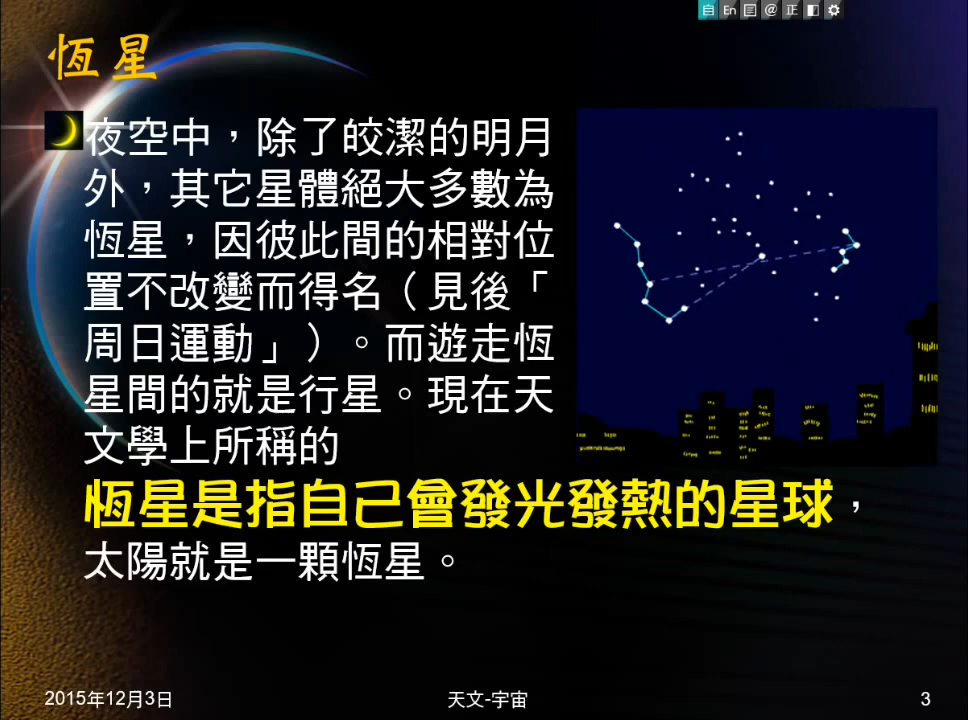 自 En @ 正
恆星
夜空中，除了皎潔的明月
外，其它星體絕大多數為
恆星，因彼此間的相對位
置不改變而得名（見後「
周日運動」）。而遊走恆
星間的就是行星。現在天
文學上所稱的
恆星是指自己會發光發熱的星球，
太陽就是一顆恆星。
2015年12月3日
天文-宇宙
3